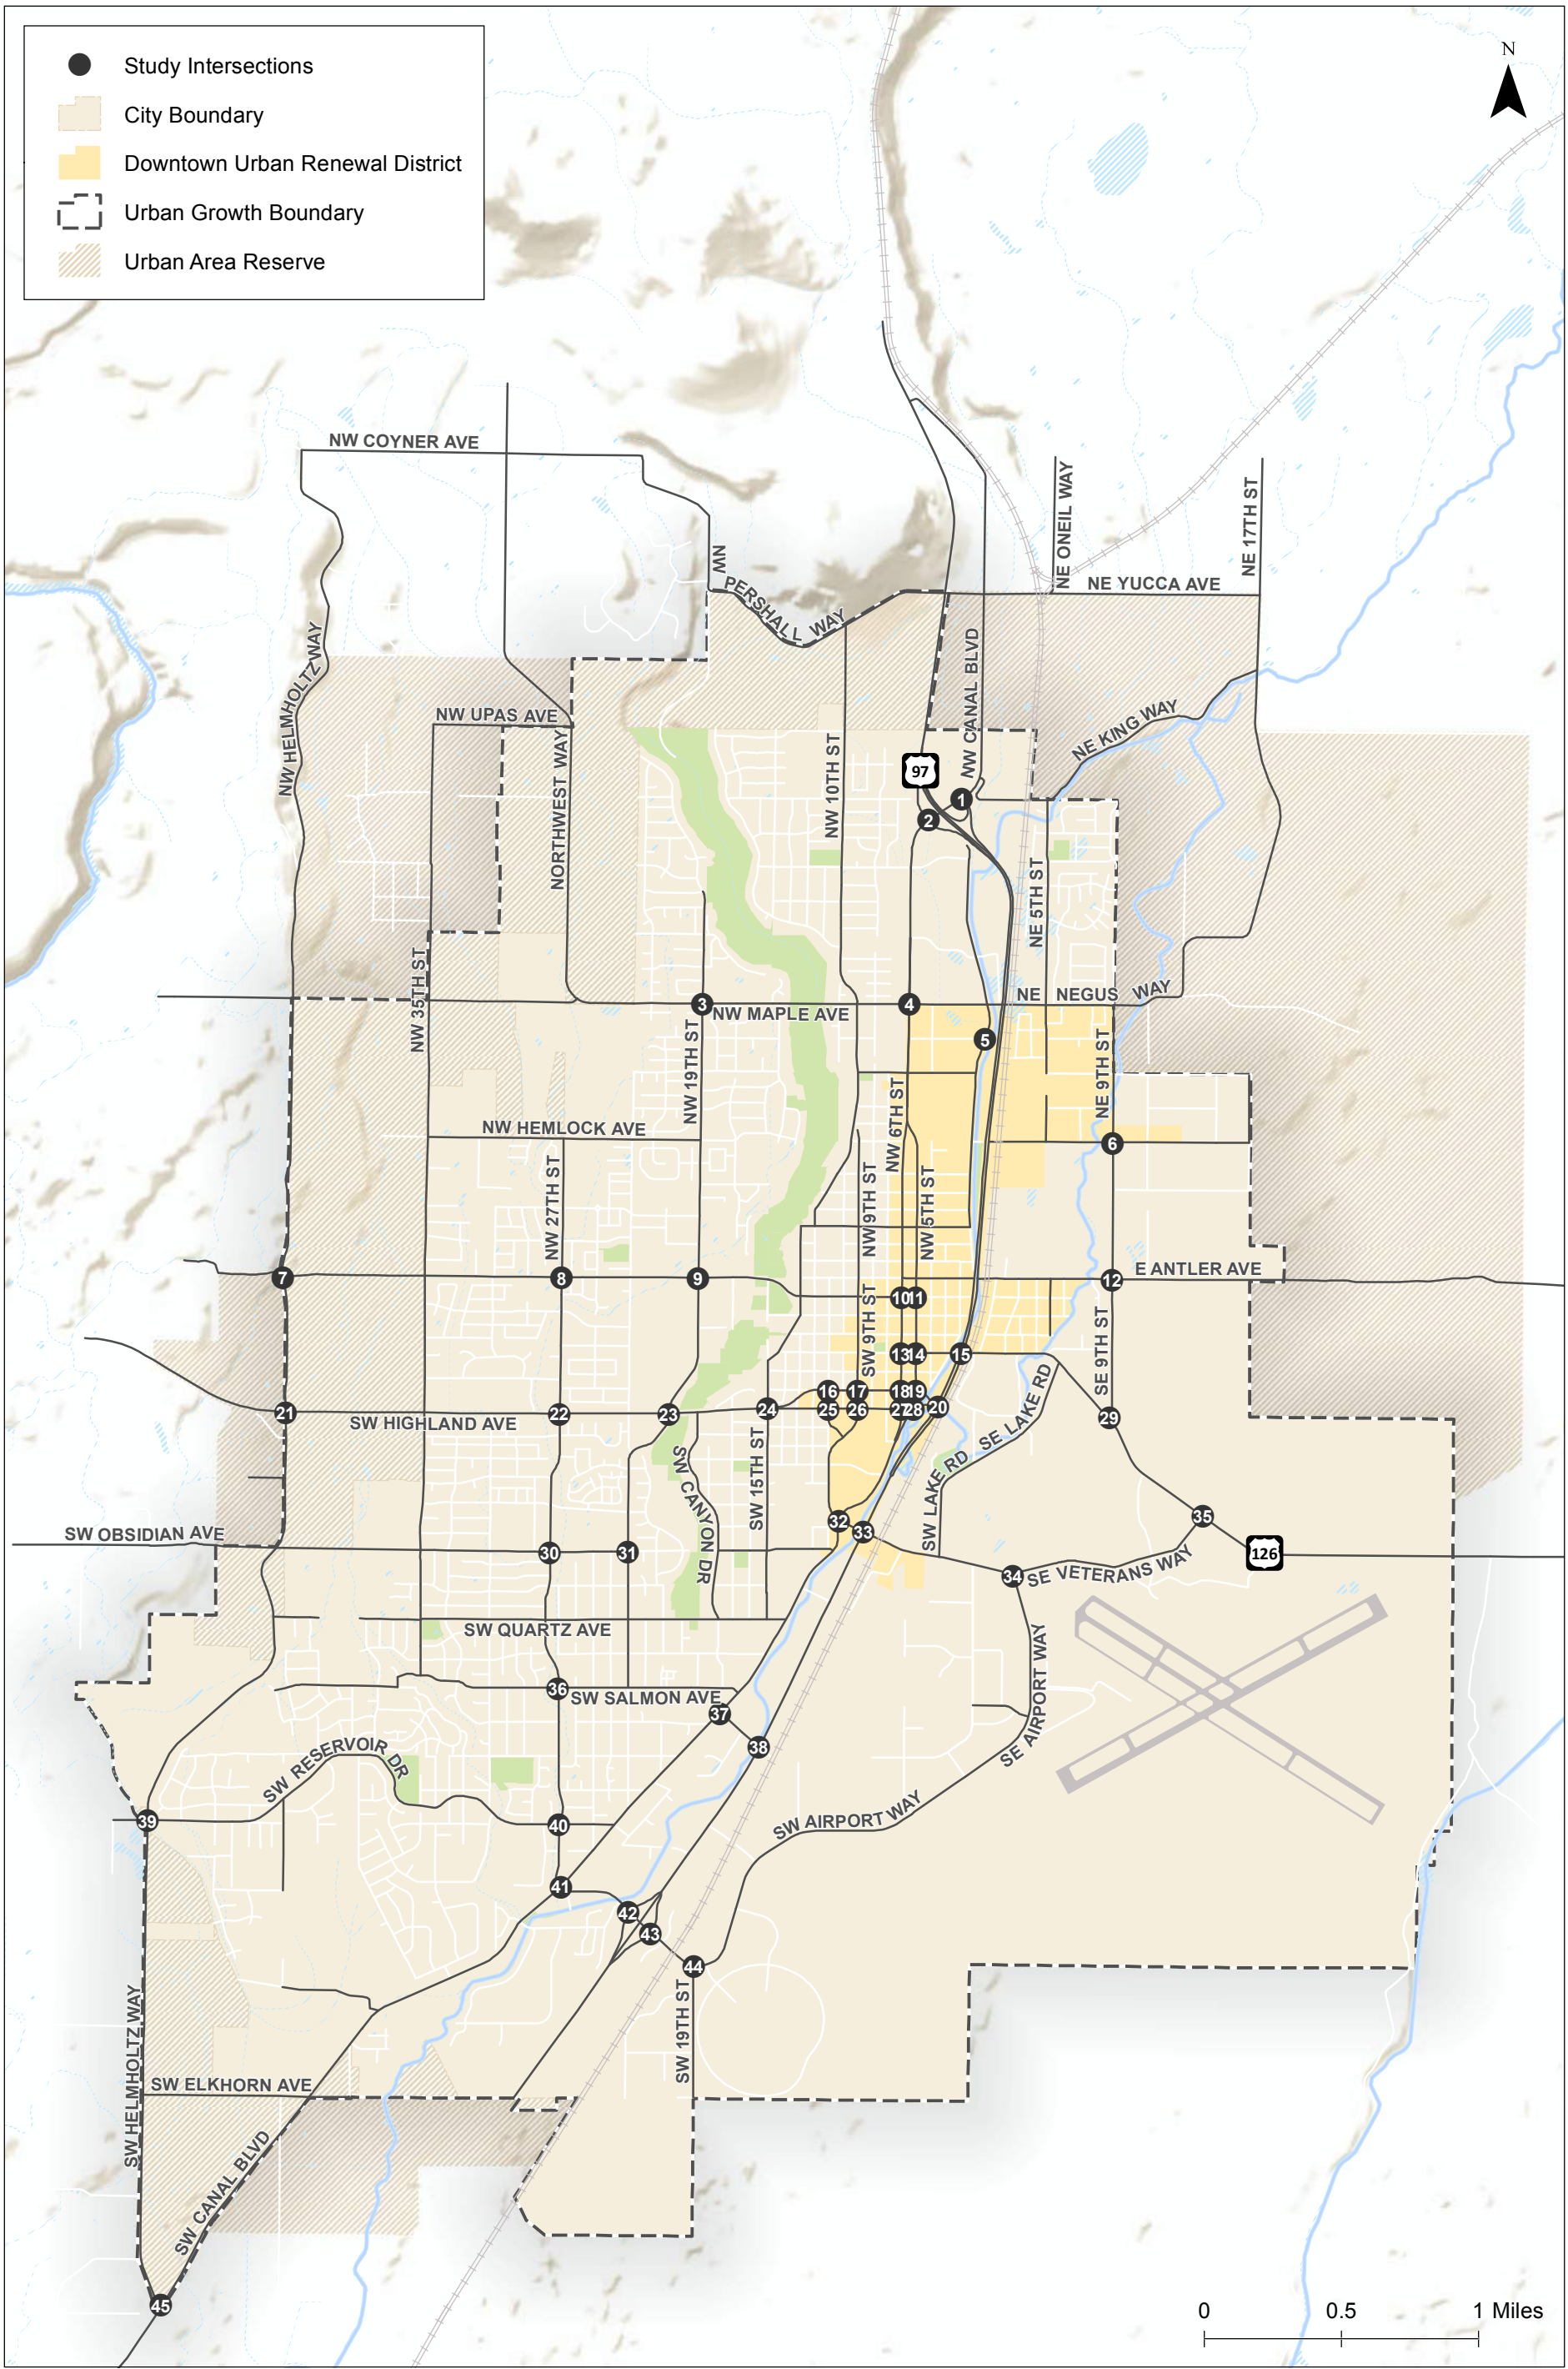 Study Intersections
City Boundary
Downtown Urban Renewal District
Urban Growth Boundary
Urban Area Reserve
N
NW COYNER AVE
NE ONEIL WAY
NE 17TH ST
NW
PERSHALL WAY
NE YUCCA AVE
NW HELMHOLTZ WAY
NW CANAL BLVD
NW UPAS AVE
NE KING WAY
NORTHWEST WAY
NW 10TH ST
97
1
2
NE 5TH ST
NW 35TH ST
3
NW MAPLE AVE
4
NE NEGUS WAY
5
NW 19TH ST
NE 9TH ST
NW 6TH ST
NW HEMLOCK AVE
6
NW 27TH ST
NW 9TH ST
NW 5TH ST
7
8
9
E ANTLER AVE
12
10
11
SW 9TH ST
SE 9TH ST
13
14
15
16
17
18
19
20
21
SW HIGHLAND AVE
22
23
24
25
26
27
28
29
SE LAKE RD
SW CANYON DR
SW 15TH ST
SW LAKE RD
35
SW OBSIDIAN AVE
32
33
30
31
126
34
SE VETERANS WAY
SW QUARTZ AVE
SE AIRPORT WAY
36
SW SALMON AVE
37
38
SW RESERVOIR DR
SW AIRPORT WAY
39
40
41
42
43
44
SW 19TH ST
SW HELMHOLTZ WAY
SW ELKHORN AVE
SW CANAL BLVD
45
0 0.5 1 Miles